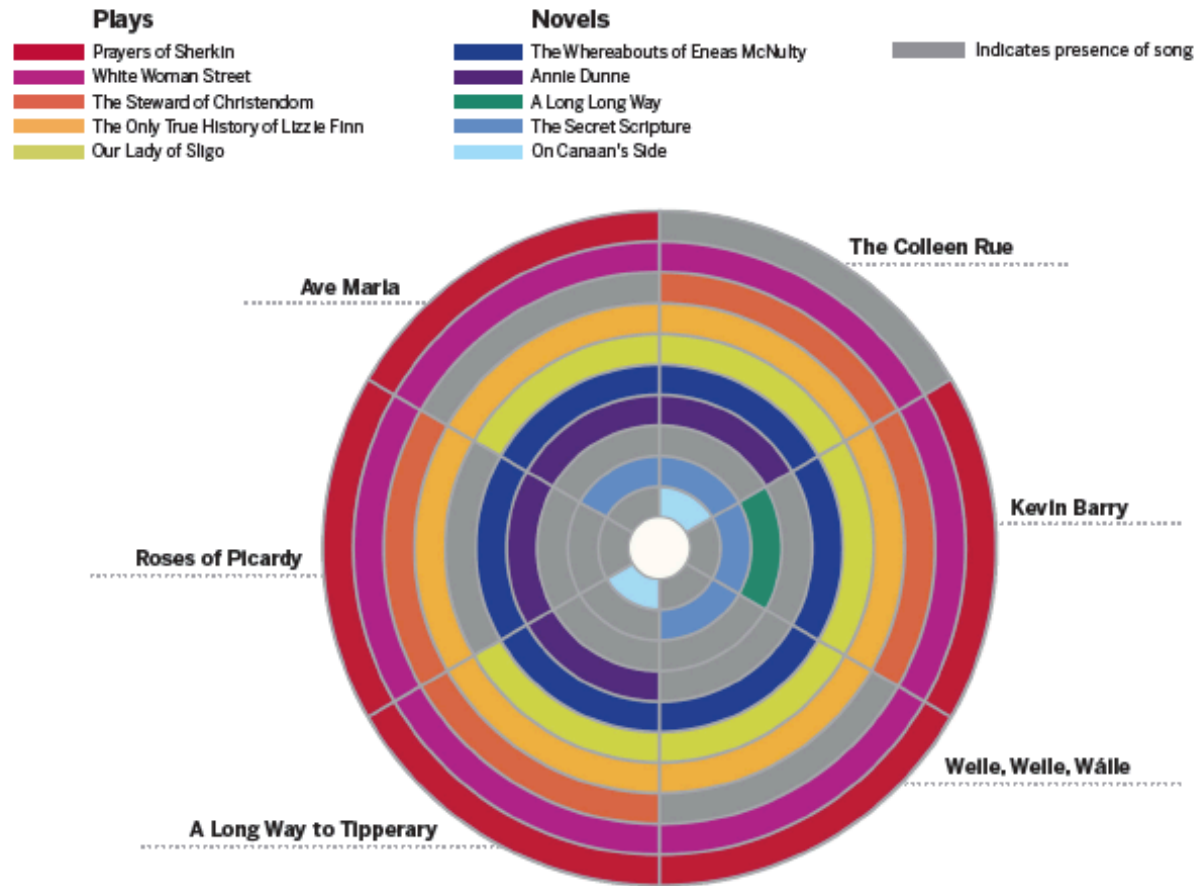 Plays
Prayers of Sherkin
White Woman Street
The Steward of Christendom
The Only True History of Lizzie Finn
Our Lady of Sligo
Novels
The Whereabouts of Eneas McNulty
Annie Dunne
A Long Long Way
The Secret Scripture
On Canaan's Side
Indicates presence of song
The Colleen Rue
Ave Maria
Kevin Barry
Roses of Picardy
Weile, Weile, Wáile
A Long Way to Tipperary